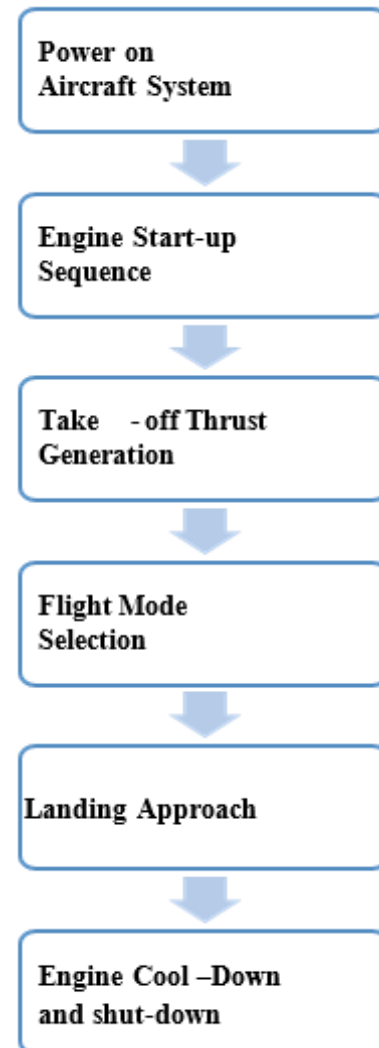 Power on
Aircraft System
Engine Start-up
Sequence
Take - off Thrust
Generation
Flight Mode
Selection
Landing Approach
Engine Cool –Down
and shut-down